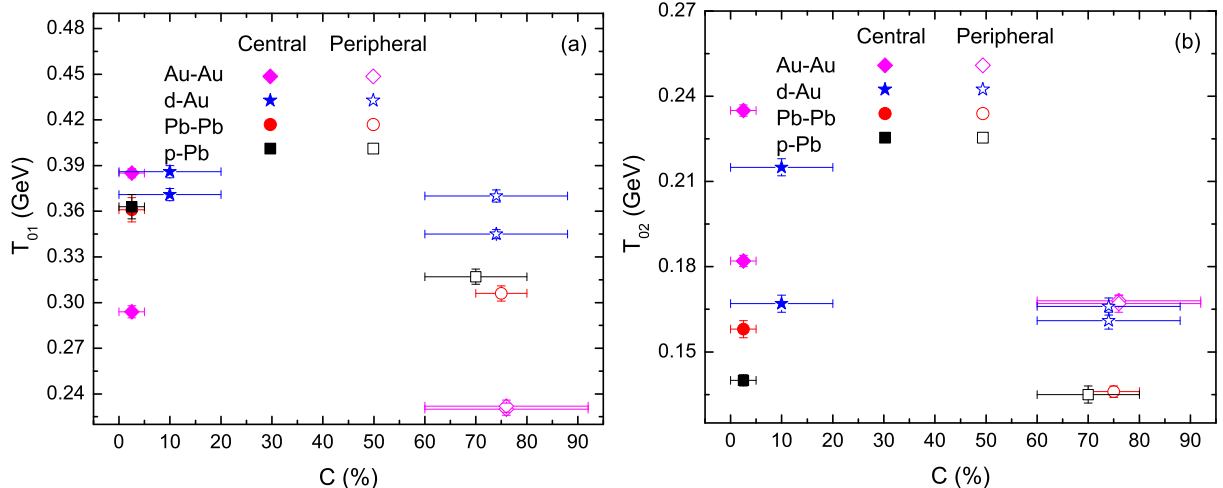 0.48
0.45
0.42
0.39
0.36
0.33
0.30
0.27
0.24
T01 (GeV)
Central Peripheral (a)
Au-Au
d-Au
Pb-Pb
p-Pb
0 10 20 30 40 50 60 70 80 90
C (%)
0.27
0.24
0.21
0.18
0.15
T02 (GeV)
Central Peripheral (b)
Au-Au
d-Au
Pb-Pb
p-Pb
0 10 20 30 40 50 60 70 80 90
C (%)